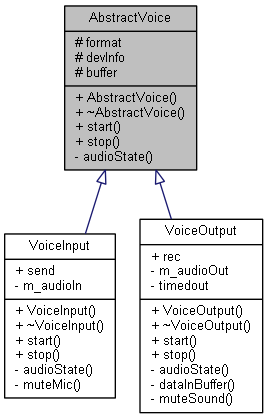 AbstractVoice
# format
# devInfo
# buffer
+ AbstractVoice()
+ ~AbstractVoice()
+ start()
+ stop()
- audioState()
VoiceInput
+ send
- m_audioIn
+ VoiceInput()
+ ~VoiceInput()
+ start()
+ stop()
- audioState()
- muteMic()
VoiceOutput
+ rec
- m_audioOut
- timedout
+ VoiceOutput()
+ ~VoiceOutput()
+ start()
+ stop()
- audioState()
- dataInBuffer()
- muteSound()